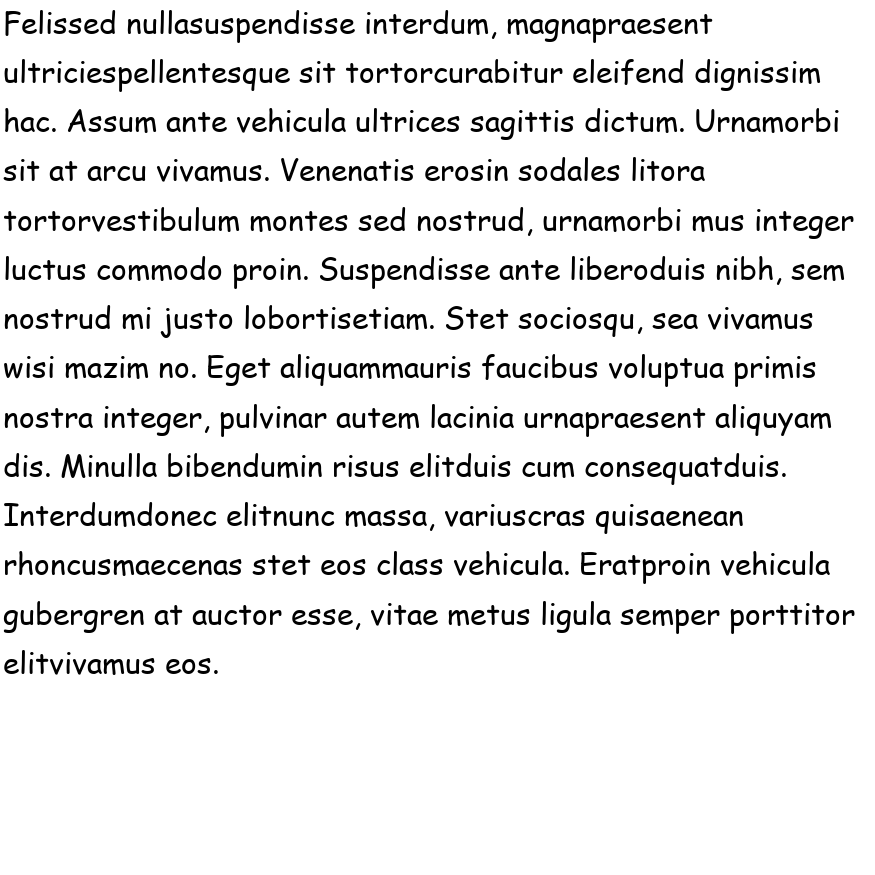 Felissed nullasuspendisse interdum, magnapraesent
ultriciespellentesque sit tortorcurabitur eleifend dignissim
hac. Assum ante vehicula ultrices sagittis dictum. Urnamorbi
sit at arcu vivamus. Venenatis erosin sodales litora
tortorvestibulum montes sed nostrud, urnamorbi mus integer
luctus commodo proin. Suspendisse ante liberoduis nibh, sem
nostrud mi justo lobortisetiam. Stet sociosqu, sea vivamus
wisi mazim no. Eget aliquammauris faucibus voluptua primis
nostra integer, pulvinar autem lacinia urnapraesent aliquyam
dis. Minulla bibendumin risus elitduis cum consequatduis.
Interdumdonec elitnunc massa, variuscras quisaenean
rhoncusmaecenas stet eos class vehicula. Eratproin vehicula
gubergren at auctor esse, vitae metus ligula semper porttitor
elitvivamus eos.